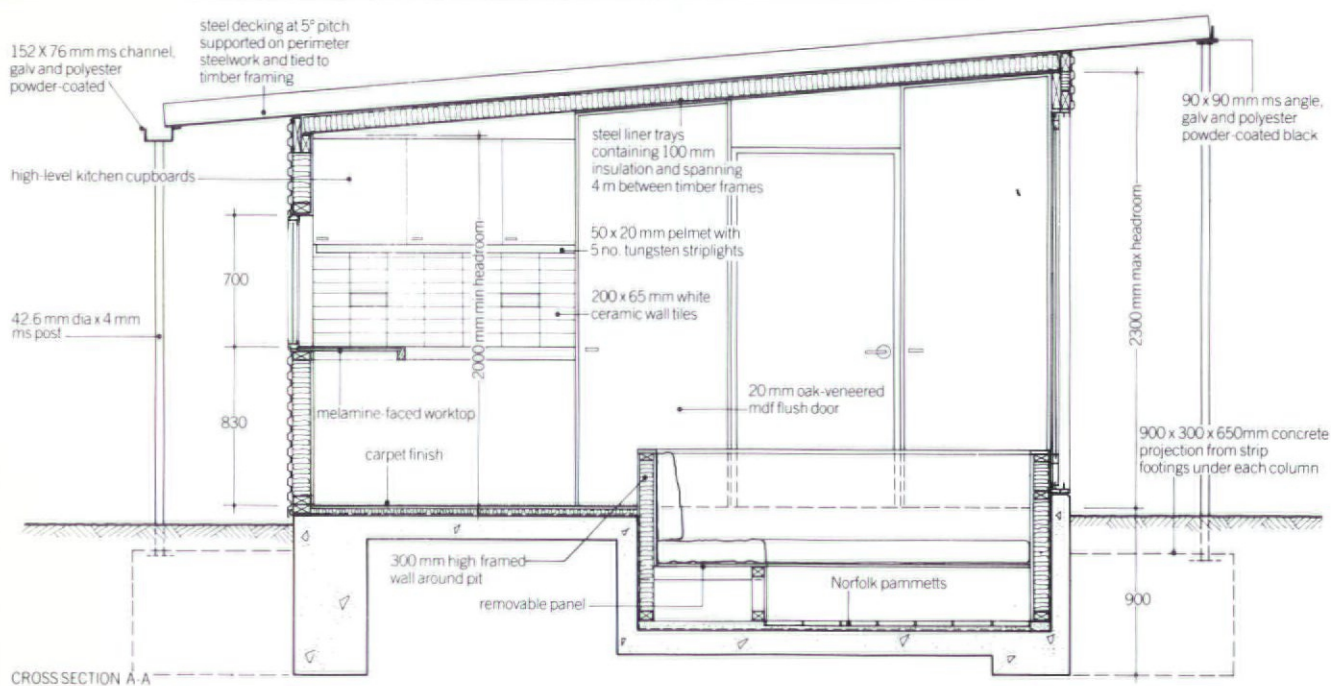 steel decking at 5° pitch
supported on perimeter
steelwork and tied to
timber framing
152 X 76 mm ms channel,
galv and polyester
powder-coated
90 x 90 mm ms angle,
galv and polyester
powder-coated black
steel liner trays
containing 100 mm
insulation and spanning
4 m between timber frames
high-level kitchen cupboards
50 x 20 mm pelmet with
5 no. tungsten striplights
700
2000 mm min headroom
2300 mm max headroom
200 x 65 mm white
ceramic wall tiles
42.6 mm dia x 4 mm
ms post
20 mm oak-veneered
mdf flush door
melamine-faced worktop
830
carpet finish
900 x 300 x 650mm concrete
projection from strip
footings under each column
300 mm high framed
wall around pit
Norfolk pammetts
removable panel
900
CROSS SECTION A-A